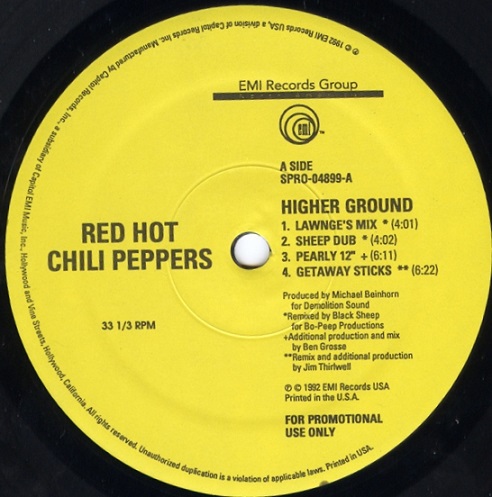 ℗ © 1992 EMI Records USA, a division of Capitol Records Inc. Manufactured by Capitol Records, Inc., a subsidiary of Capitol EMI Music, Inc., Hollywood and Vine Streets, Hollywood, California. All rights reserved. Unauthorized duplication is a violation of applicable laws. Printed in USA.
EMI Records Group
emi ™
A SIDE
SPRO-04899-A
RED HOT
CHILI PEPPERS
33 1/3 RPM
HIGHER GROUND
1. LAWNGE'S MIX * (4:01)
2. SHEEP DUB * (4:02)
3. PEARLY 12" + (6:11)
4. GETAWAY STICKS ** (6:22)
Produced by Michael Beinhorn
for Demolition Sound
*Remixed by Black Sheep
for Bo-Peep Productions
+Additional production and mix
by Ben Grosse
**Remix and additional production
by Jim Thirlwell
℗ © 1992 EMI Records USA
Printed in the U.S.A.
FOR PROMOTIONAL
USE ONLY